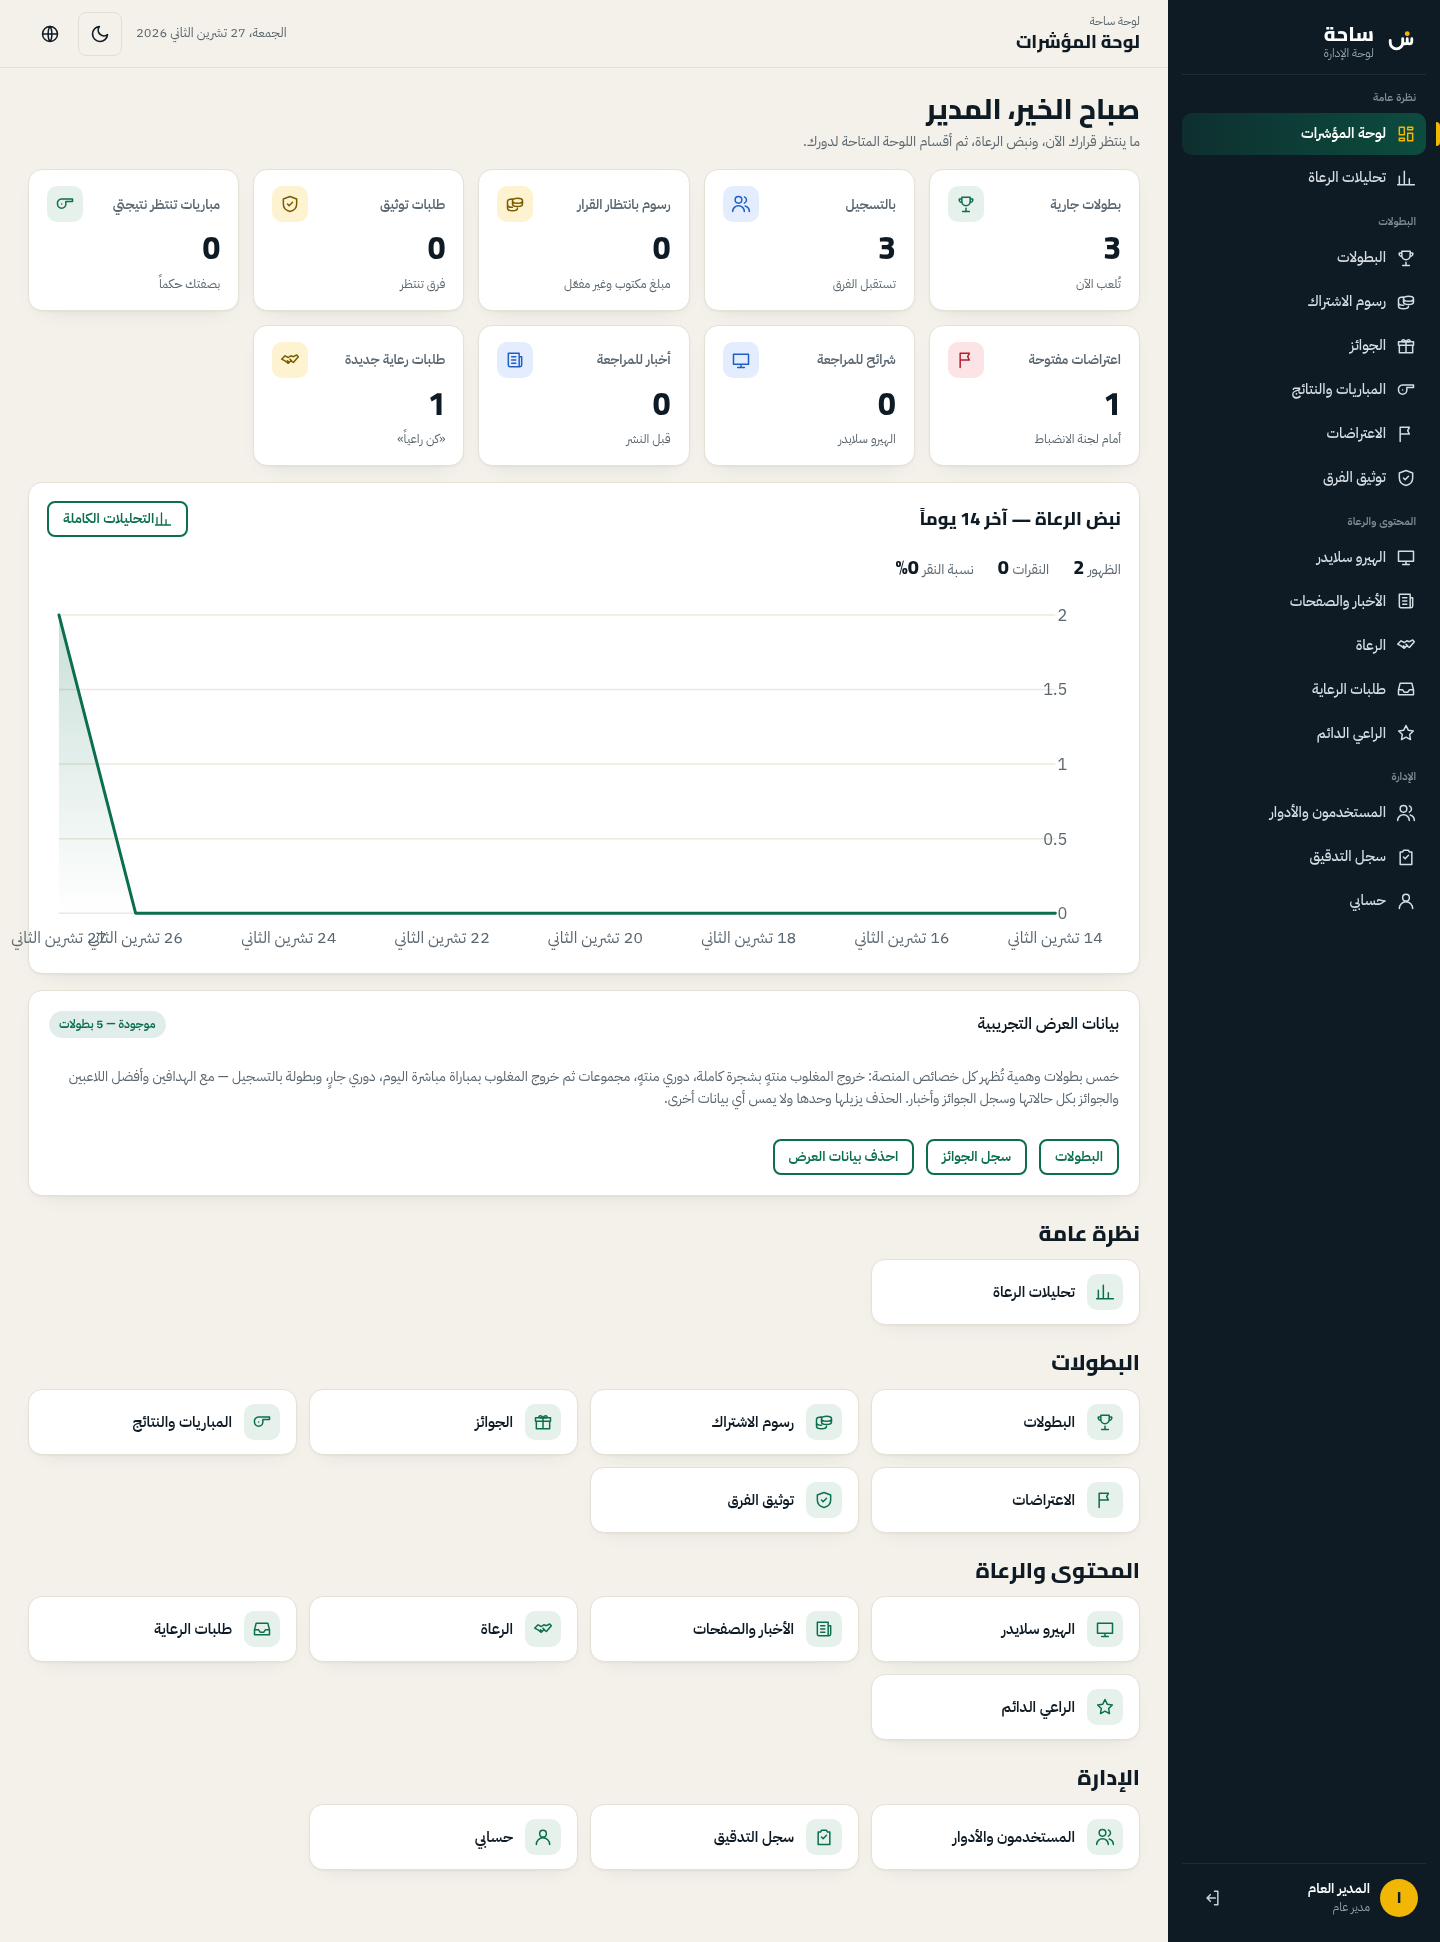 ساحة
لوحة الإدارة
نظرة عامة
لوحة المؤشرات
تحليلات الرعاة
البطولات
البطولات
رسوم الاشتراك
الجوائز
المباريات والنتائج
الاعتراضات
توثيق الفرق
المحتوى والرعاة
الهيرو سلايدر
الأخبار والصفحات
الرعاة
طلبات الرعاية
الراعي الدائم
الإدارة
المستخدمون والأدوار
سجل التدقيق
حسابي
ا
المدير العام
مدير عام
لوحة ساحة
لوحة المؤشرات
الجمعة، 27 تشرين الثاني 2026
صباح الخير، المدير
ما ينتظر قرارك الآن، ونبض الرعاة، ثم أقسام اللوحة المتاحة لدورك.
بطولات جارية
3
تُلعب الآن
بالتسجيل
3
تستقبل الفرق
رسوم بانتظار القرار
0
مبلغ مكتوب وغير مفعّل
طلبات توثيق
0
فرق تنتظر
مباريات تنتظر نتيجتي
0
بصفتك حكماً
اعتراضات مفتوحة
1
أمام لجنة الانضباط
شرائح للمراجعة
0
الهيرو سلايدر
أخبار للمراجعة
0
قبل النشر
طلبات رعاية جديدة
1
«كن راعياً»
نبض الرعاة — آخر 14 يوماً
التحليلات الكاملة
الظهور 2 النقرات 0 نسبة النقر 0%
2
1.5
1
0.5
0
14 تشرين الثاني
16 تشرين الثاني
18 تشرين الثاني
20 تشرين الثاني
22 تشرين الثاني
24 تشرين الثاني
26 تشرين الثاني
27 تشرين الثاني
بيانات العرض التجريبية
موجودة — 5 بطولات
خمس بطولات وهمية تُظهر كل خصائص المنصة: خروج المغلوب منتهٍ بشجرة كاملة، دوري منتهٍ، مجموعات ثم خروج المغلوب بمباراة مباشرة اليوم، دوري جارٍ، وبطولة بالتسجيل — مع الهدافين وأفضل اللاعبين
والجوائز بكل حالاتها وسجل الجوائز وأخبار. الحذف يزيلها وحدها ولا يمس أي بيانات أخرى.
البطولات
سجل الجوائز
احذف بيانات العرض
نظرة عامة
تحليلات الرعاة
البطولات
البطولات
رسوم الاشتراك
الجوائز
المباريات والنتائج
الاعتراضات
توثيق الفرق
المحتوى والرعاة
الهيرو سلايدر
الأخبار والصفحات
الرعاة
طلبات الرعاية
الراعي الدائم
الإدارة
المستخدمون والأدوار
سجل التدقيق
حسابي